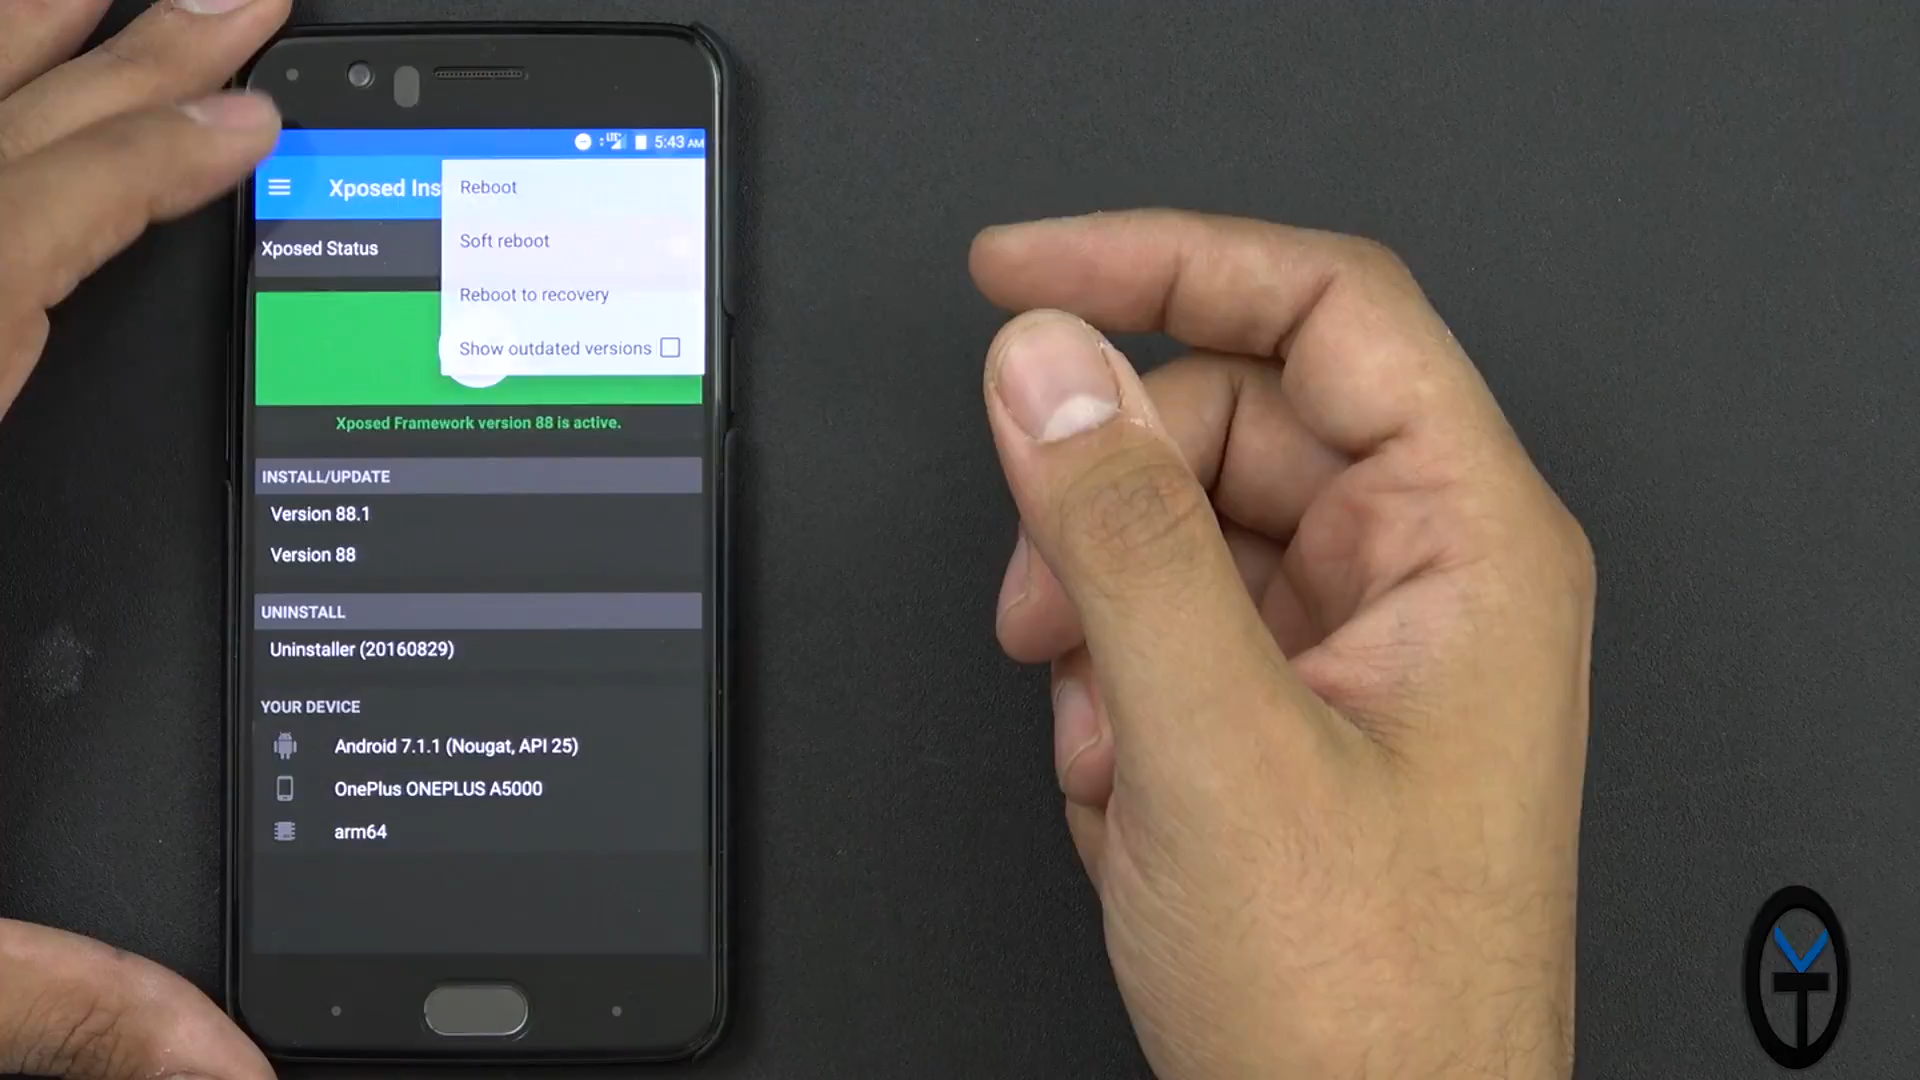 LTE 5:43 AM
Xposed Ins
Reboot
Soft reboot
Reboot to recovery
Show outdated versions
Xposed Status
Xposed Framework version 88 is active.
INSTALL/UPDATE
Version 88.1
Version 88
UNINSTALL
Uninstaller (20160829)
YOUR DEVICE
Android 7.1.1 (Nougat, API 25)
OnePlus ONEPLUS A5000
arm64